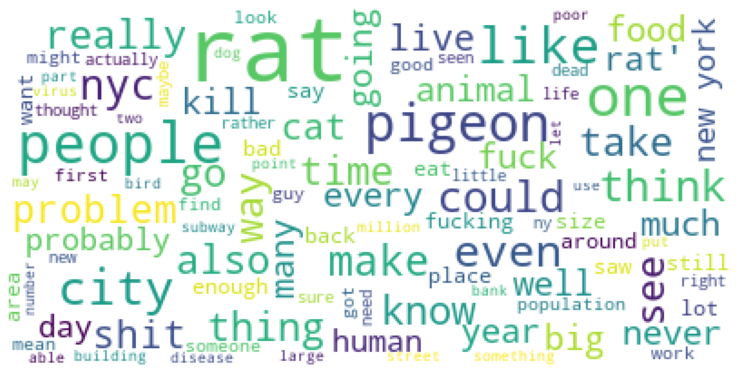 look
poor
really
rat
live
like
food
rat'
new york
might
actually
dog
going
good
seen
dead
want
part
nyc
maybe
kill
say
animal
life
one
virus
thought
two
rather
cat
pigeon
let
take
people
bad
time
fuck
first
bird
point
eat
little
use
think
may
go
way
guy
every
could
problem
find
fucking
ny
size
much
probably
subway
many
back
million
around
put
new
also
make
even
saw
still
see
area
number
city
enough
sure
got
need
know
place
well
right
bank
population
lot
day
shit
thing
human
year
big
never
mean
someone
work
able
building
disease
large
street
something